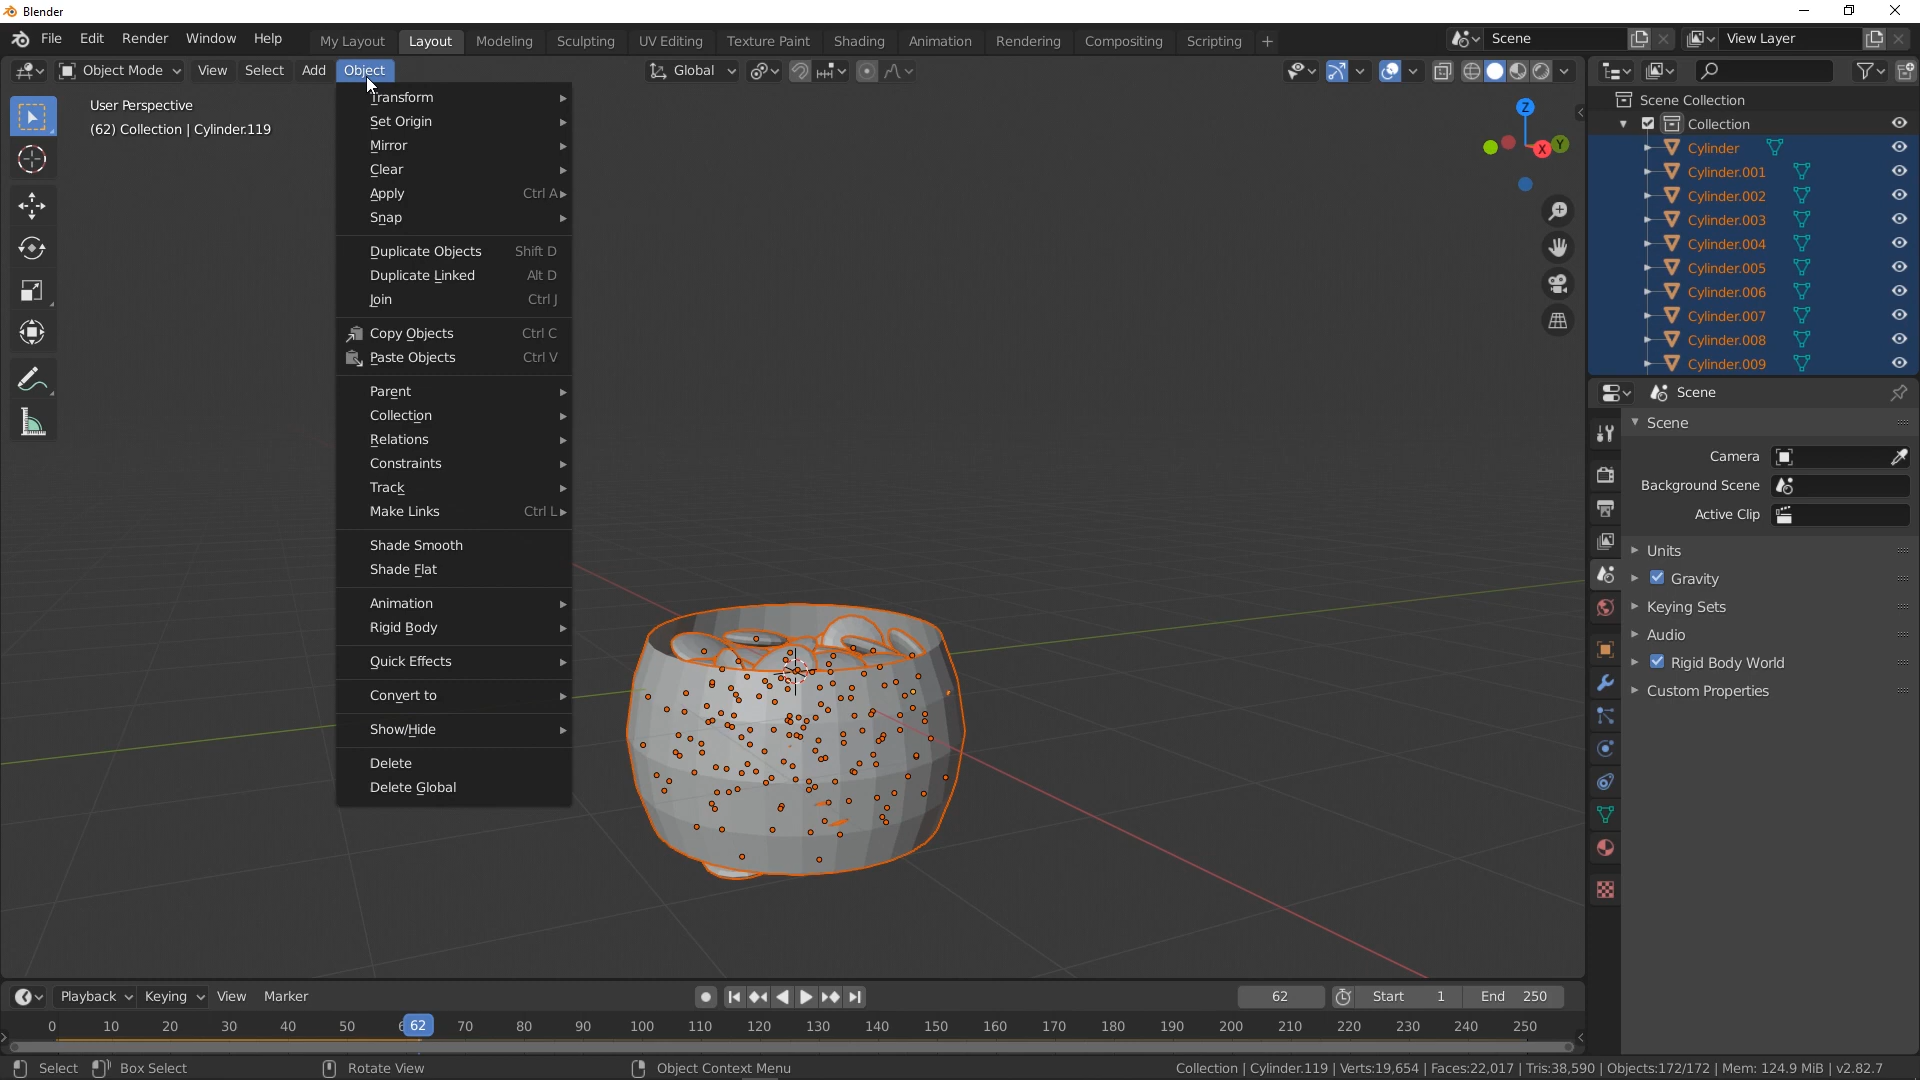 Blender
File Edit Render Window Help
My Layout Layout Modeling Sculpting UV Editing Texture Paint Shading Animation Rendering Compositing Scripting +
Scene View Layer
Object Mode View Select Add Object Global
User Perspective
(62) Collection | Cylinder.119
Transform
Set Origin
Mirror
Clear
Apply Ctrl A
Snap
Duplicate Objects Shift D
Duplicate Linked Alt D
Join Ctrl J
Copy Objects Ctrl C
Paste Objects Ctrl V
Parent
Collection
Relations
Constraints
Track
Make Links Ctrl L
Shade Smooth
Shade Flat
Animation
Rigid Body
Quick Effects
Convert to
Show/Hide
Delete
Delete Global
Z
X Y
Scene Collection
Collection
Cylinder
Cylinder.001
Cylinder.002
Cylinder.003
Cylinder.004
Cylinder.005
Cylinder.006
Cylinder.007
Cylinder.008
Cylinder.009
Scene
Scene
Camera
Background Scene
Active Clip
Units
Gravity
Keying Sets
Audio
Rigid Body World
Custom Properties
Playback Keying View Marker 62 Start 1 End 250
0 10 20 30 40 50 62 70 80 90 100 110 120 130 140 150 160 170 180 190 200 210 220 230 240 250
Select Box Select Rotate View Object Context Menu Collection | Cylinder.119 | Verts:19,654 | Faces:22,017 | Tris:38,590 | Objects:172/172 | Mem: 124.9 MiB | v2.82.7